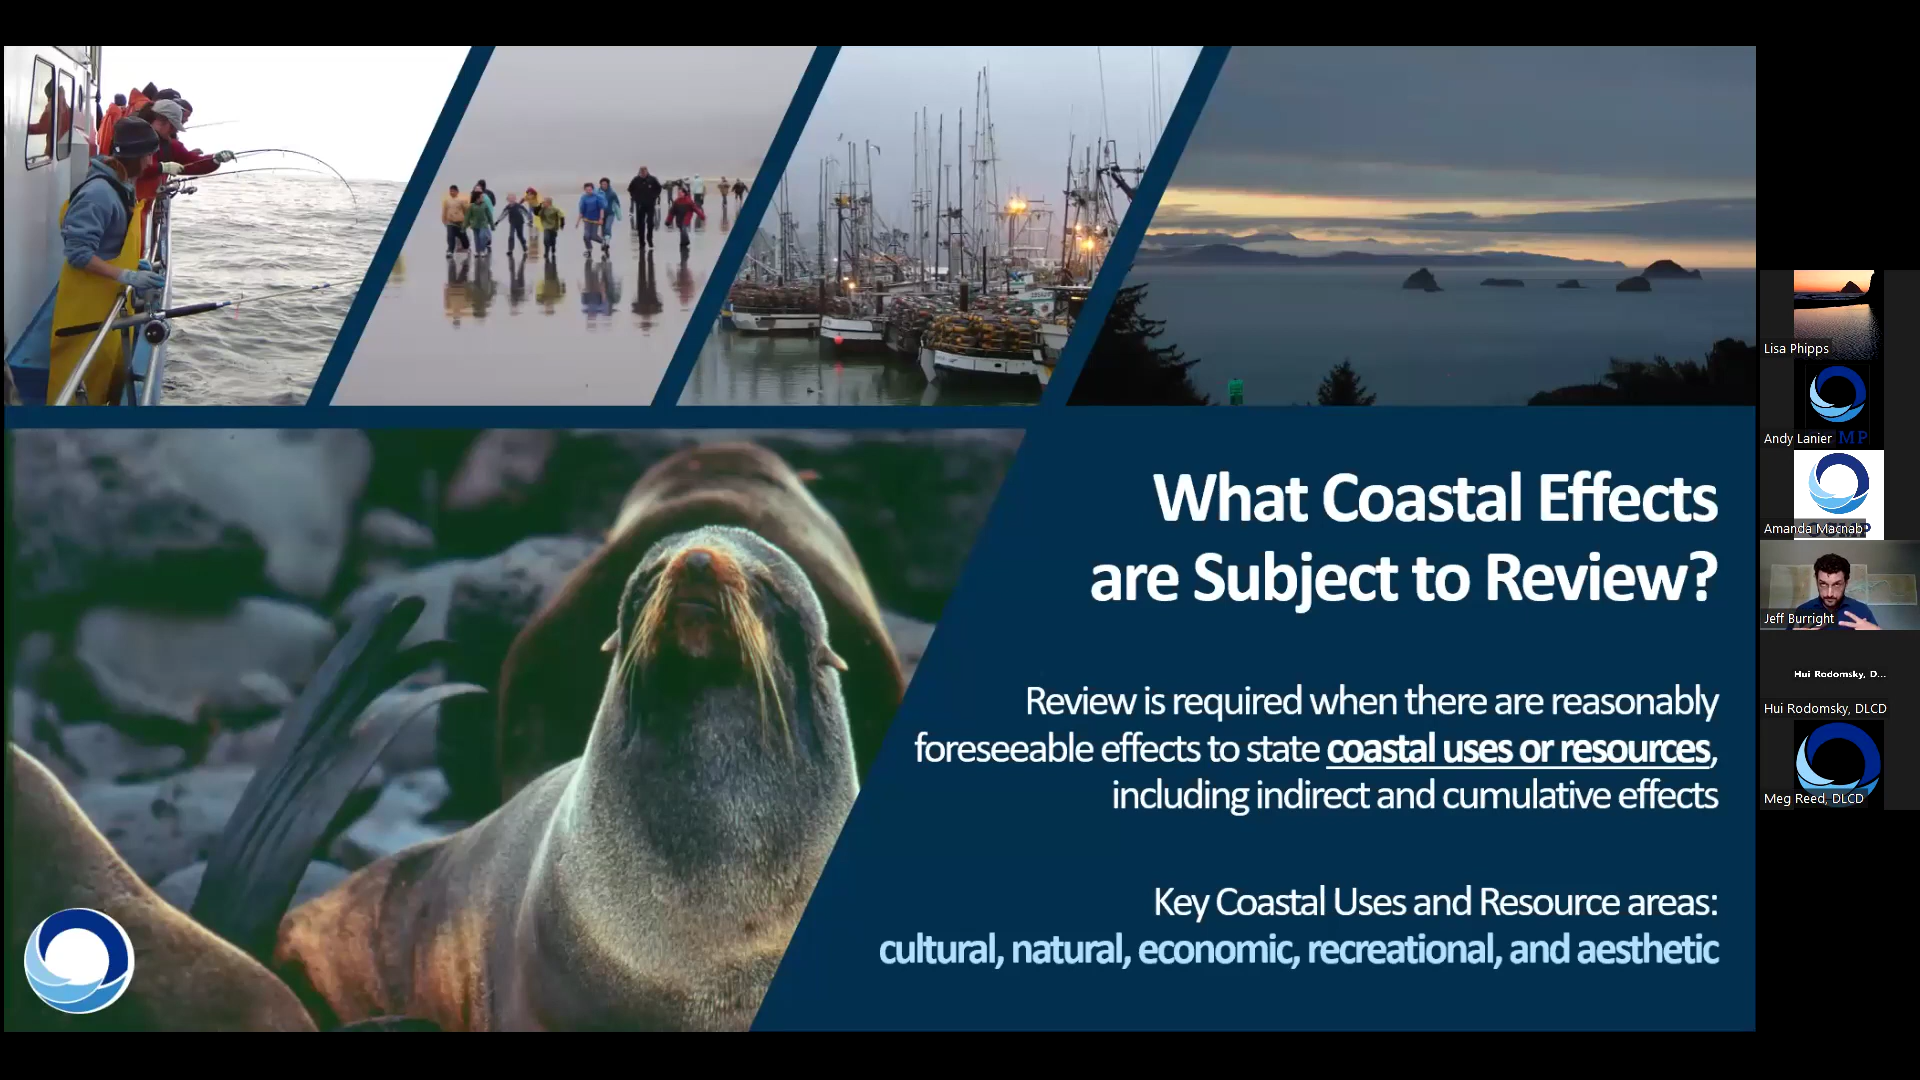 What Coastal Effects
are Subject to Review?
Review is required when there are reasonably
foreseeable effects to state coastal uses or resources,
including indirect and cumulative effects
Key Coastal Uses and Resource areas:
cultural, natural, economic, recreational, and aesthetic
Lisa Phipps
Andy Lanier
Amanda Macnab
Jeff Burright
Hui Rodomsky, D...
Hui Rodomsky, DLCD
Meg Reed, DLCD